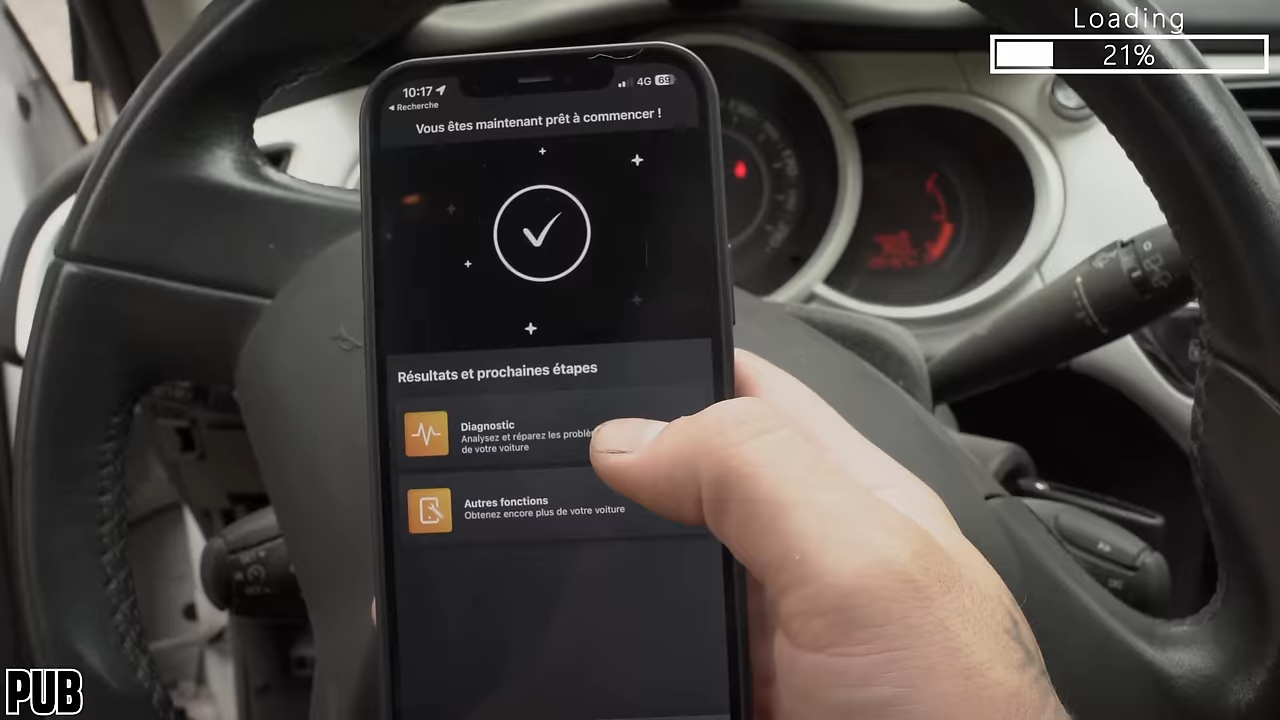 Loading
21%
10:17
4G 69
◀ Recherche
Vous êtes maintenant prêt à commencer !
Résultats et prochaines étapes
Diagnostic
Analysez et réparez les
de votre voiture
Autres fonctions
Obtenez encore plus de votre voiture
PUB